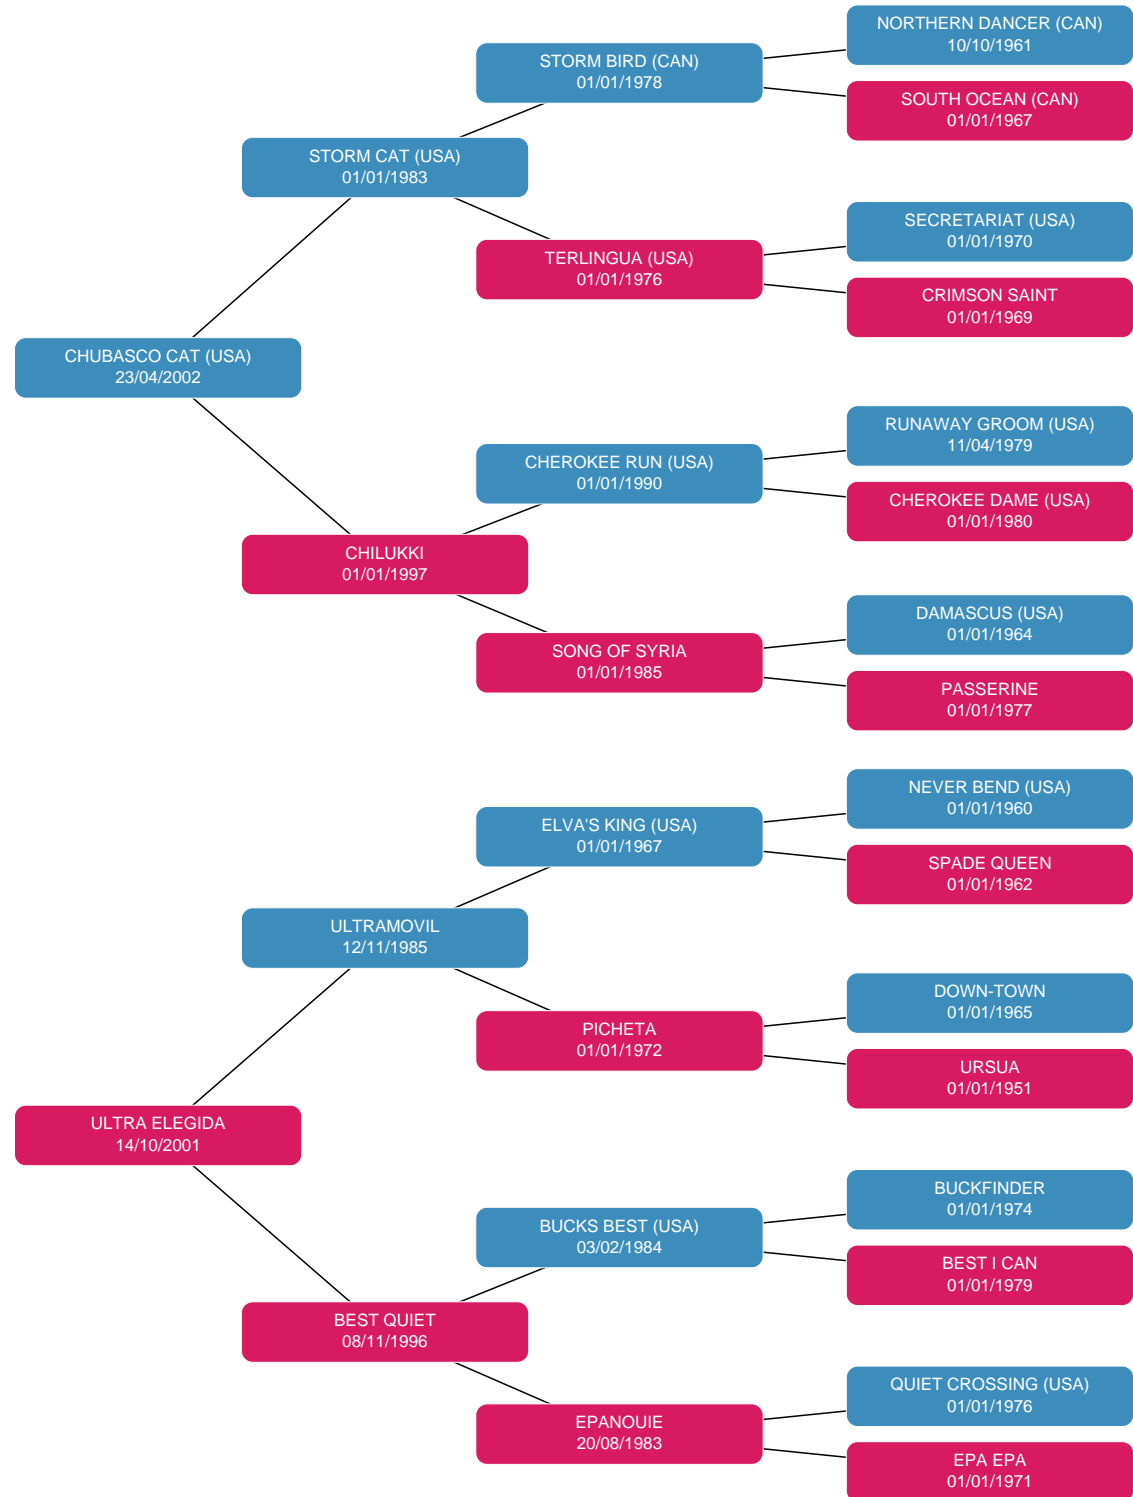 NORTHERN DANCER (CAN)
10/10/1961
STORM BIRD (CAN)
01/01/1978
SOUTH OCEAN (CAN)
01/01/1967
STORM CAT (USA)
01/01/1983
SECRETARIAT (USA)
01/01/1970
TERLINGUA (USA)
01/01/1976
CRIMSON SAINT
01/01/1969
CHUBASCO CAT (USA)
23/04/2002
RUNAWAY GROOM (USA)
11/04/1979
CHEROKEE RUN (USA)
01/01/1990
CHEROKEE DAME (USA)
01/01/1980
CHILUKKI
01/01/1997
DAMASCUS (USA)
01/01/1964
SONG OF SYRIA
01/01/1985
PASSERINE
01/01/1977
NEVER BEND (USA)
01/01/1960
ELVA'S KING (USA)
01/01/1967
SPADE QUEEN
01/01/1962
ULTRAMOVIL
12/11/1985
DOWN-TOWN
01/01/1965
PICHETA
01/01/1972
URSUA
01/01/1951
ULTRA ELEGIDA
14/10/2001
BUCKFINDER
01/01/1974
BUCKS BEST (USA)
03/02/1984
BEST I CAN
01/01/1979
BEST QUIET
08/11/1996
QUIET CROSSING (USA)
01/01/1976
EPANOUIE
20/08/1983
EPA EPA
01/01/1971